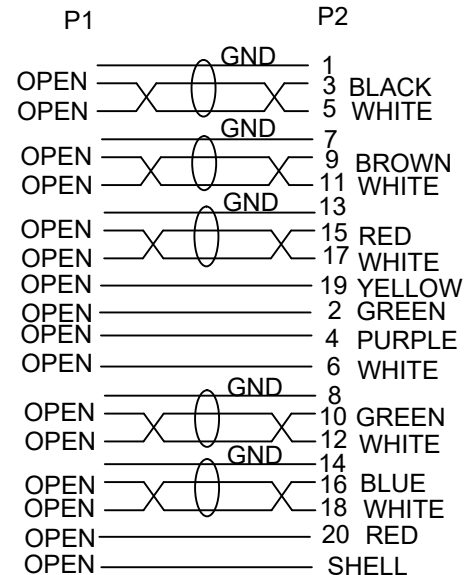 P1 P2
GND 1
OPEN 3 BLACK
OPEN 5 WHITE
GND 7
OPEN 9 BROWN
OPEN 11 WHITE
GND 13
OPEN 15 RED
OPEN 17 WHITE
OPEN 19 YELLOW
OPEN 2 GREEN
OPEN 4 PURPLE
OPEN 6 WHITE
GND 8
OPEN 10 GREEN
OPEN 12 WHITE
GND 14
OPEN 16 BLUE
OPEN 18 WHITE
OPEN 20 RED
OPEN SHELL